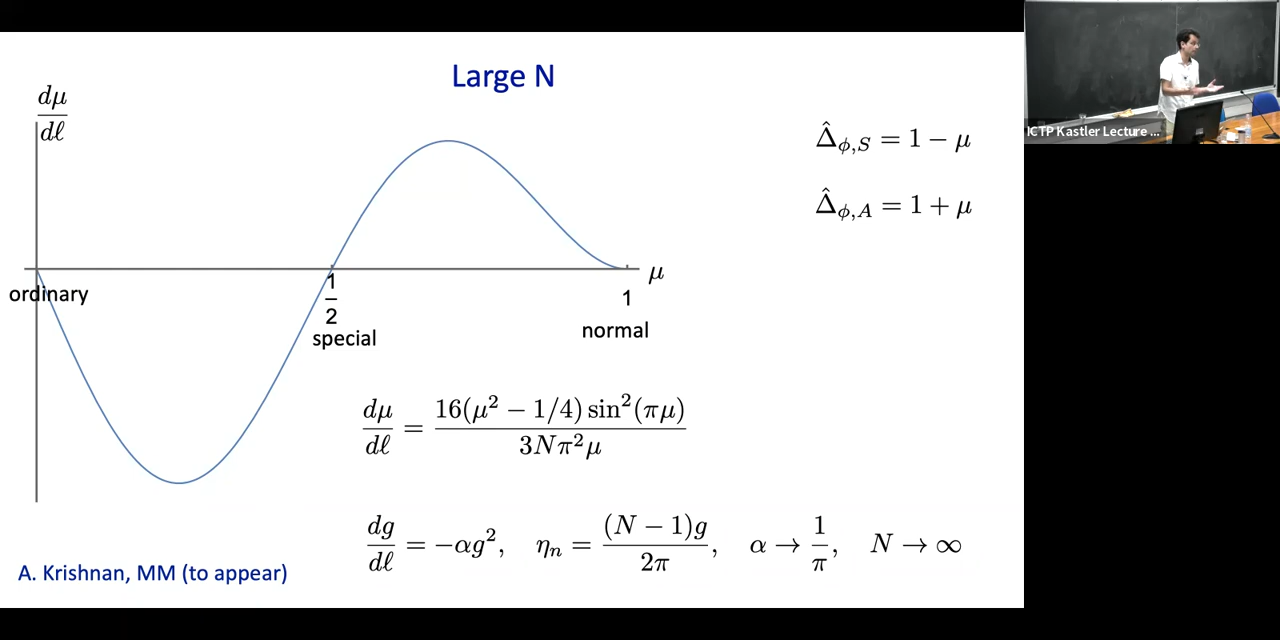 Large N
dμ/dℓ
Δ̂_{ϕ,S} = 1 − μ
Δ̂_{ϕ,A} = 1 + μ
ICTP Kastler Lecture ...
μ
ordinary
1/2
special
1
normal
dμ/dℓ = 16(μ² − 1/4) sin²(πμ) / 3Nπ²μ
dg/dℓ = −αg², η_n = (N − 1)g / 2π, α → 1/π, N → ∞
A. Krishnan, MM (to appear)